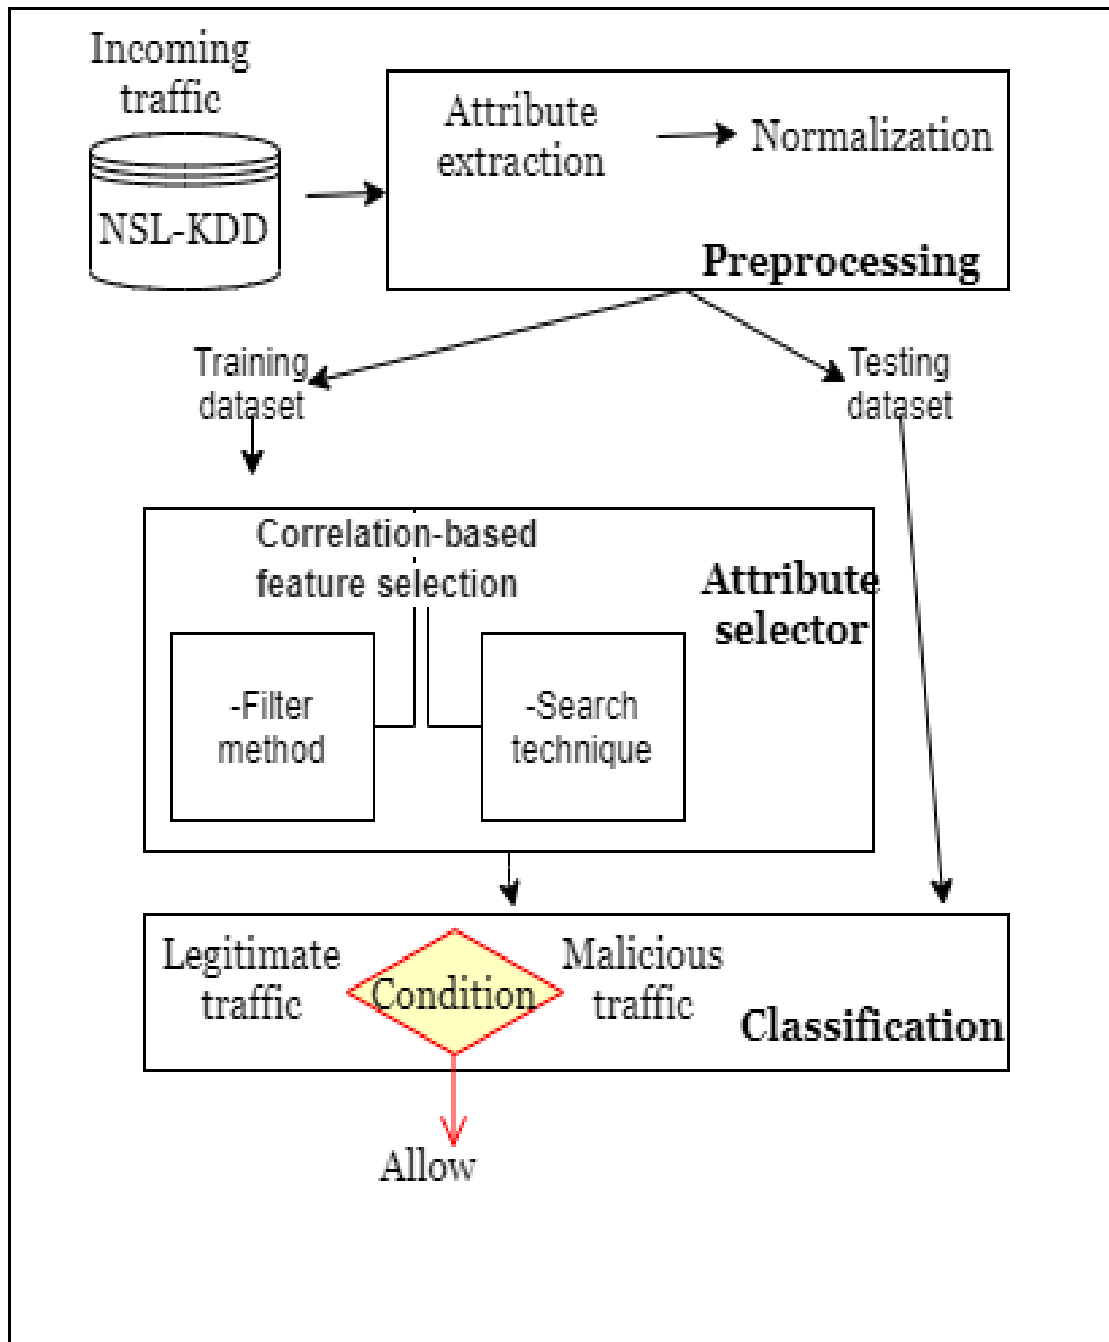 Incoming
traffic
NSL-KDD
Attribute
extraction
Normalization
Preprocessing
Training
dataset
Testing
dataset
Correlation-based
feature selection
Attribute
selector
-Filter
method
-Search
technique
Legitimate
traffic
Condition
Malicious
traffic
Classification
Allow